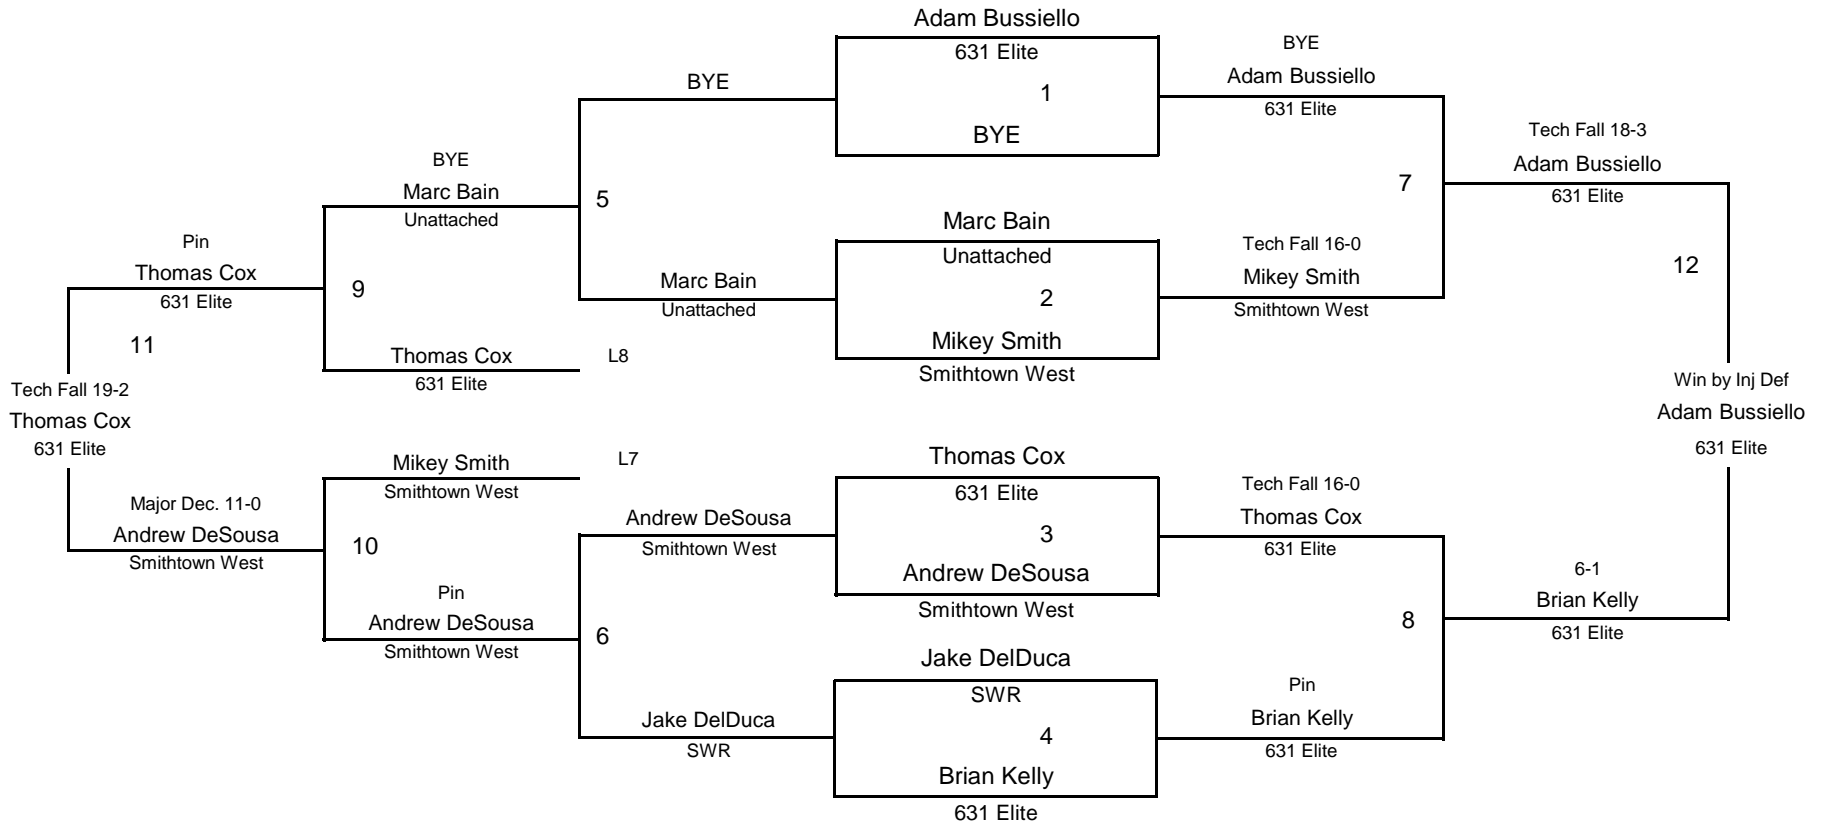 Adam Bussiello
631 Elite
1
BYE
Marc Bain
Unattached
2
Mikey Smith
Smithtown West
Thomas Cox
631 Elite
3
Andrew DeSousa
Smithtown West
Jake DelDuca
SWR
4
Brian Kelly
631 Elite
BYE
Adam Bussiello
631 Elite
7
Tech Fall 16-0
Mikey Smith
Smithtown West
Tech Fall 16-0
Thomas Cox
631 Elite
8
Pin
Brian Kelly
631 Elite
Tech Fall 18-3
Adam Bussiello
631 Elite
12
6-1
Brian Kelly
631 Elite
Win by Inj Def
Adam Bussiello
631 Elite
BYE
5
Marc Bain
Unattached
Andrew DeSousa
Smithtown West
6
Jake DelDuca
SWR
BYE
Marc Bain
Unattached
9
Thomas Cox
L8
631 Elite
Mikey Smith
L7
Smithtown West
10
Pin
Andrew DeSousa
Smithtown West
Pin
Thomas Cox
631 Elite
11
Major Dec. 11-0
Andrew DeSousa
Smithtown West
Tech Fall 19-2
Thomas Cox
631 Elite